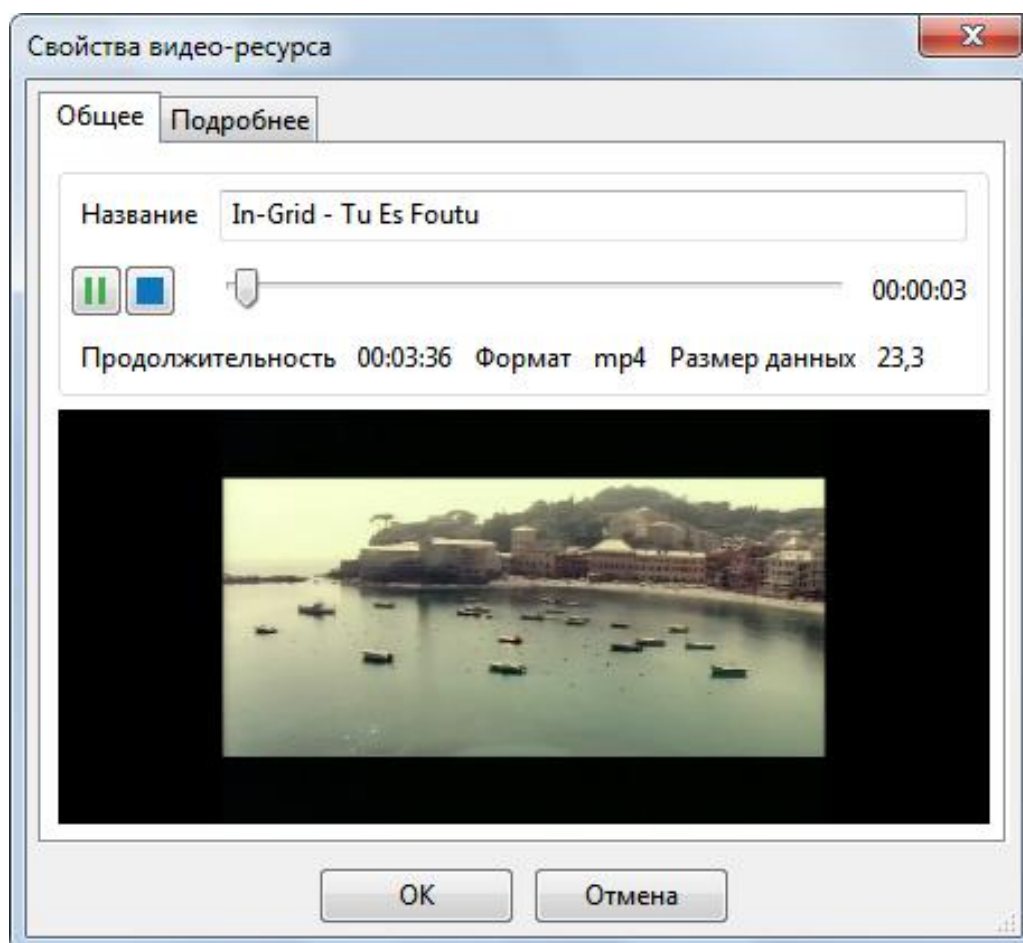 Свойства видео-ресурса
Общее Подробнее
Название In-Grid - Tu Es Foutu
00:00:03
Продолжительность 00:03:36 Формат mp4 Размер данных 23,3
OK Отмена